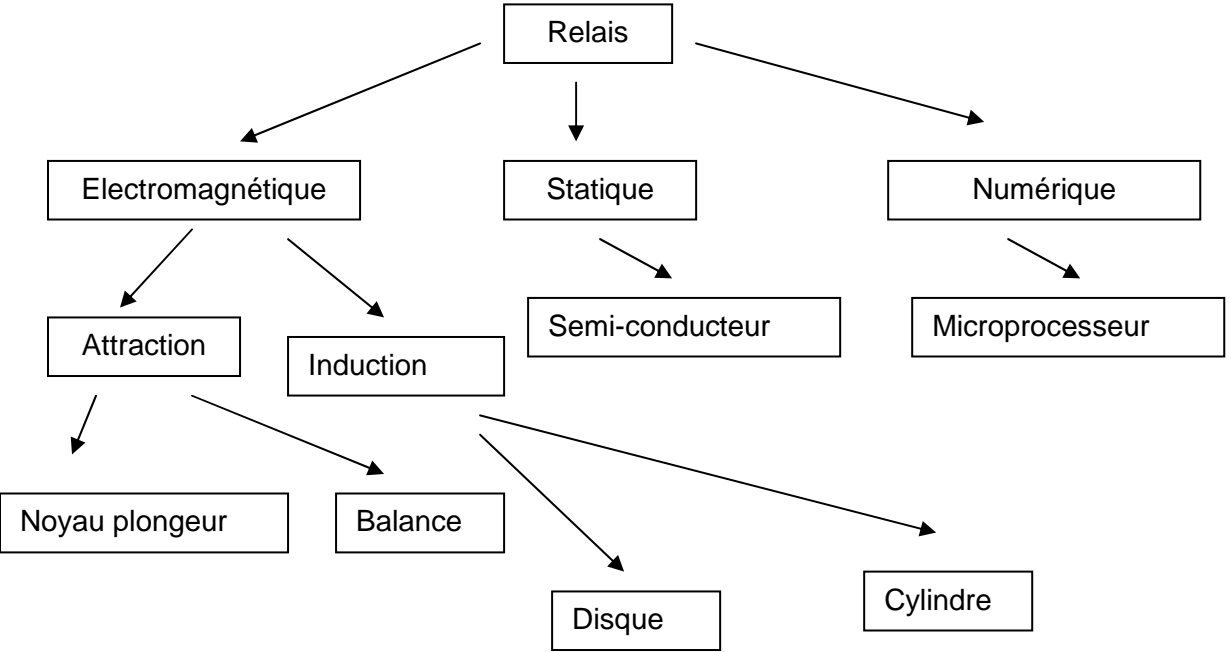 Relais
Electromagnétique
Statique
Numérique
Attraction
Induction
Semi-conducteur
Microprocesseur
Noyau plongeur
Balance
Disque
Cylindre